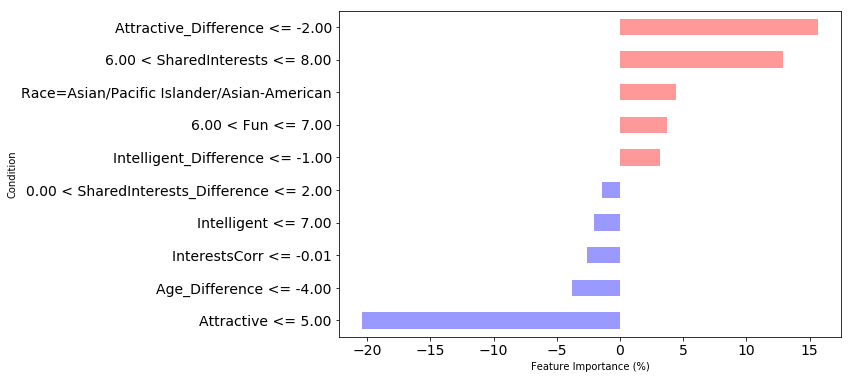 Attractive_Difference <= -2.00
6.00 < SharedInterests <= 8.00
Race=Asian/Pacific Islander/Asian-American
6.00 < Fun <= 7.00
Intelligent_Difference <= -1.00
0.00 < SharedInterests_Difference <= 2.00
Intelligent <= 7.00
InterestsCorr <= -0.01
Age_Difference <= -4.00
Attractive <= 5.00
Condition
−20 −15 −10 −5 0 5 10 15
Feature Importance (%)